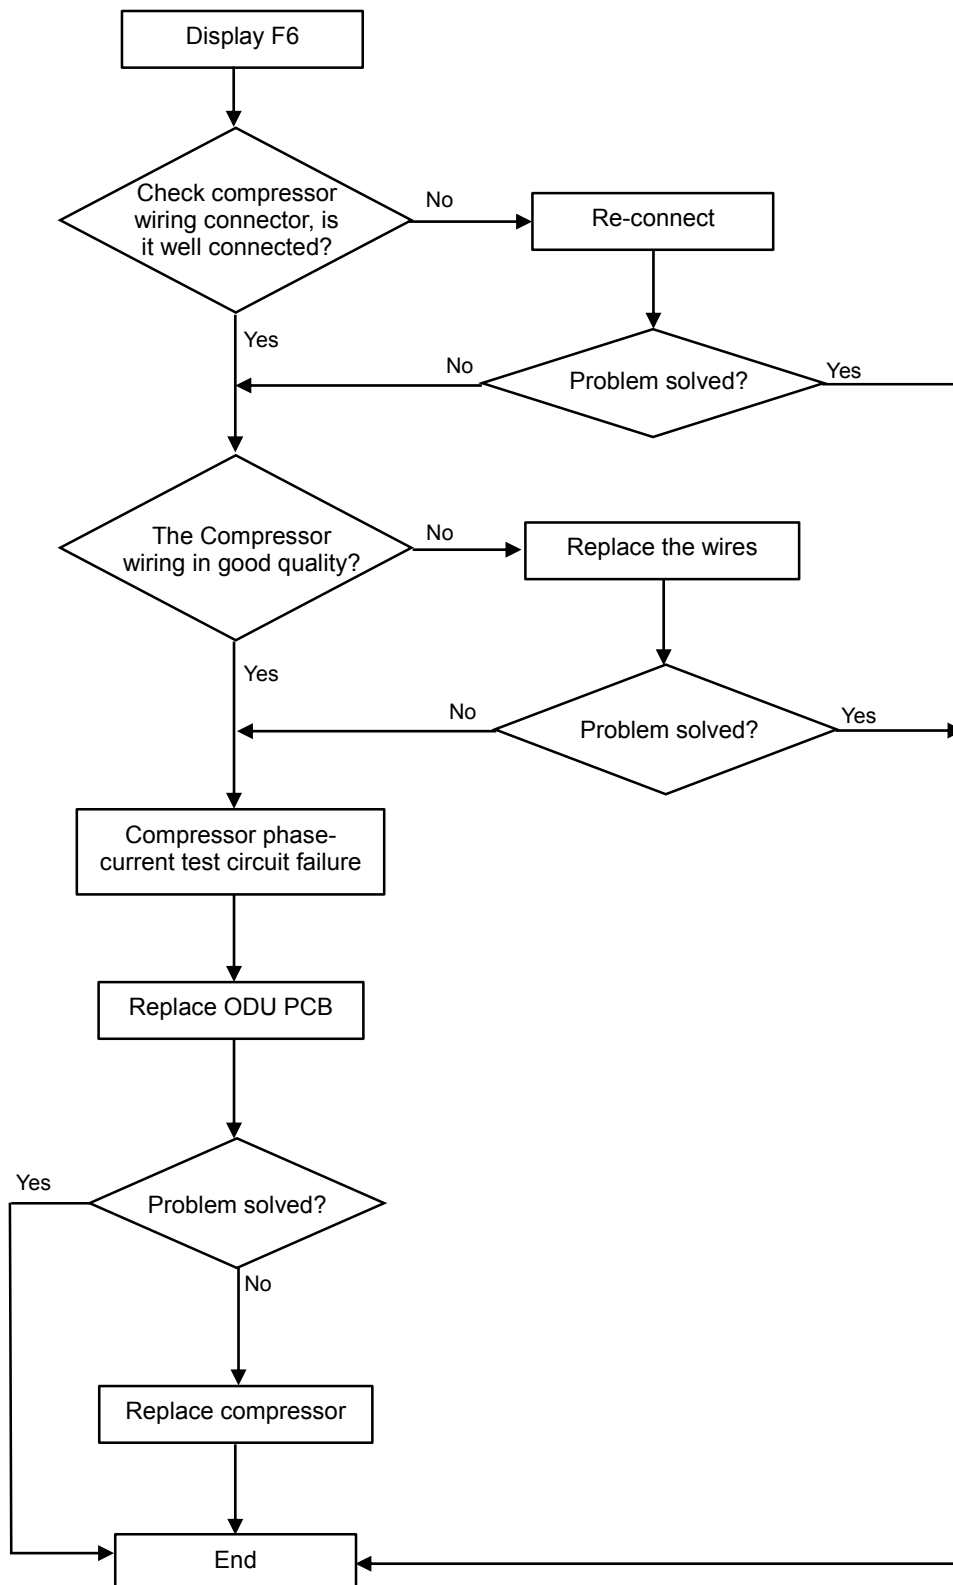 Display F6
Check compressor
wiring connector, is
it well connected?
No
Re-connect
Yes
No
Problem solved?
Yes
The Compressor
wiring in good quality?
No
Replace the wires
Yes
No
Problem solved?
Yes
Compressor phase-
current test circuit failure
Replace ODU PCB
Yes
Problem solved?
No
Replace compressor
End